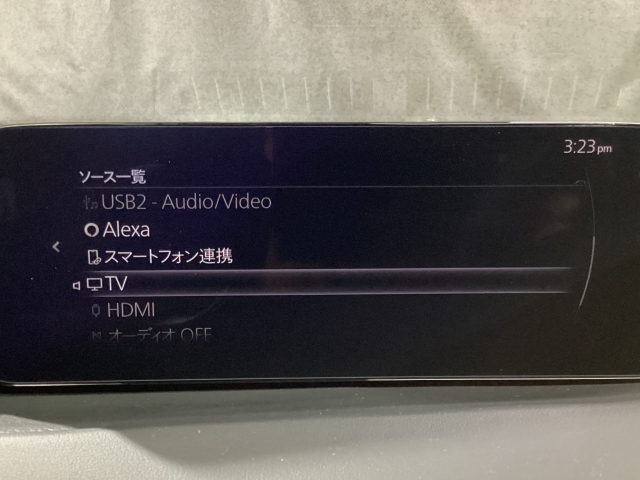 3:23pm
ソース一覧
USB2 - Audio/Video
Alexa
スマートフォン連携
TV
HDMI
オーディオ OFF